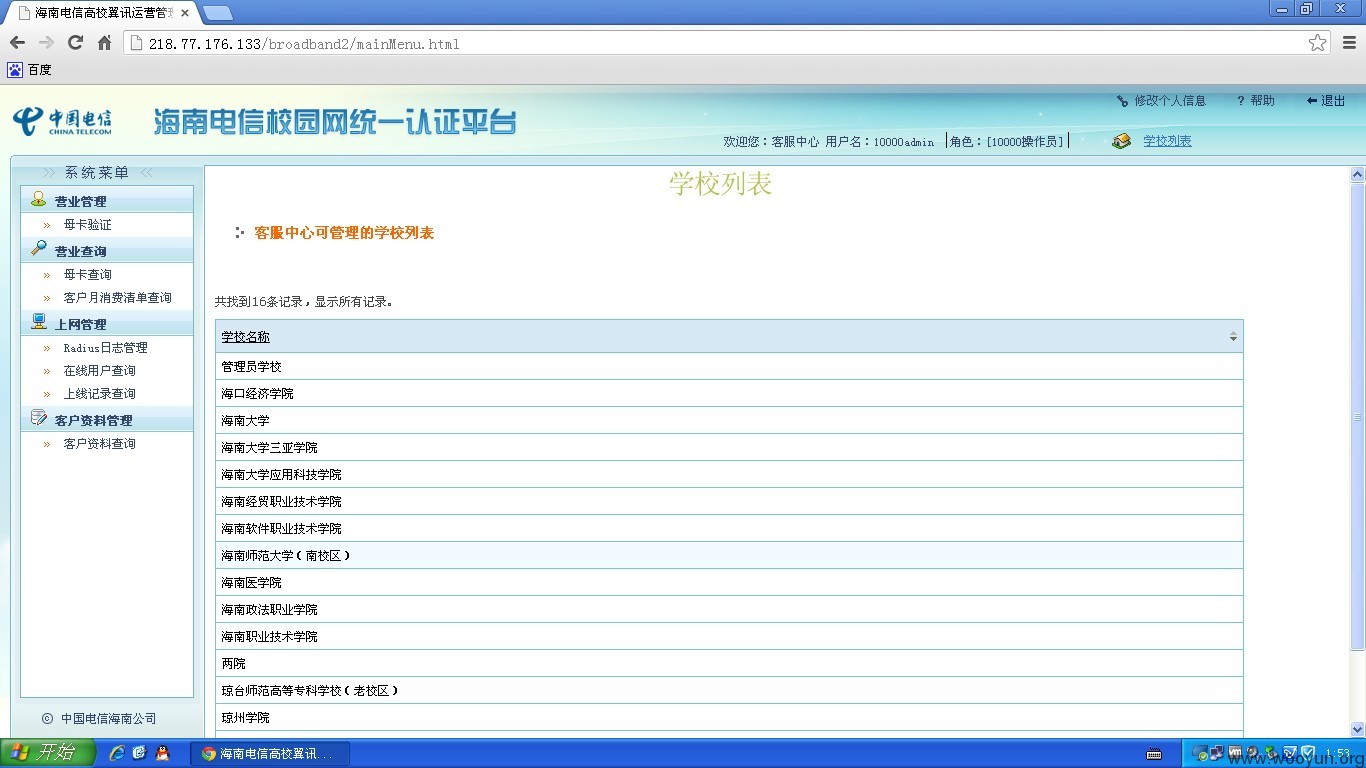 海南电信高校翼讯运营管
218.77.176.133/broadband2/mainMenu.html
百度
中国电信
CHINA TELECOM
海南电信校园网统一认证平台
修改个人信息 ? 帮助 退出
欢迎您：客服中心 用户名：10000admin 角色：[10000操作员] 学校列表
系统菜单
营业管理
母卡验证
营业查询
母卡查询
客户月消费清单查询
上网管理
Radius日志管理
在线用户查询
上线记录查询
客户资料管理
客户资料查询
© 中国电信海南公司
学校列表
客服中心可管理的学校列表
共找到16条记录，显示所有记录。
学校名称
管理员学校
海口经济学院
海南大学
海南大学三亚学院
海南大学应用科技学院
海南经贸职业技术学院
海南软件职业技术学院
海南师范大学（南校区）
海南医学院
海南政法职业学院
海南职业技术学院
两院
琼台师范高等专科学校（老校区）
琼州学院
开始
海南电信高校翼讯...
1:53
www.wooyun.org